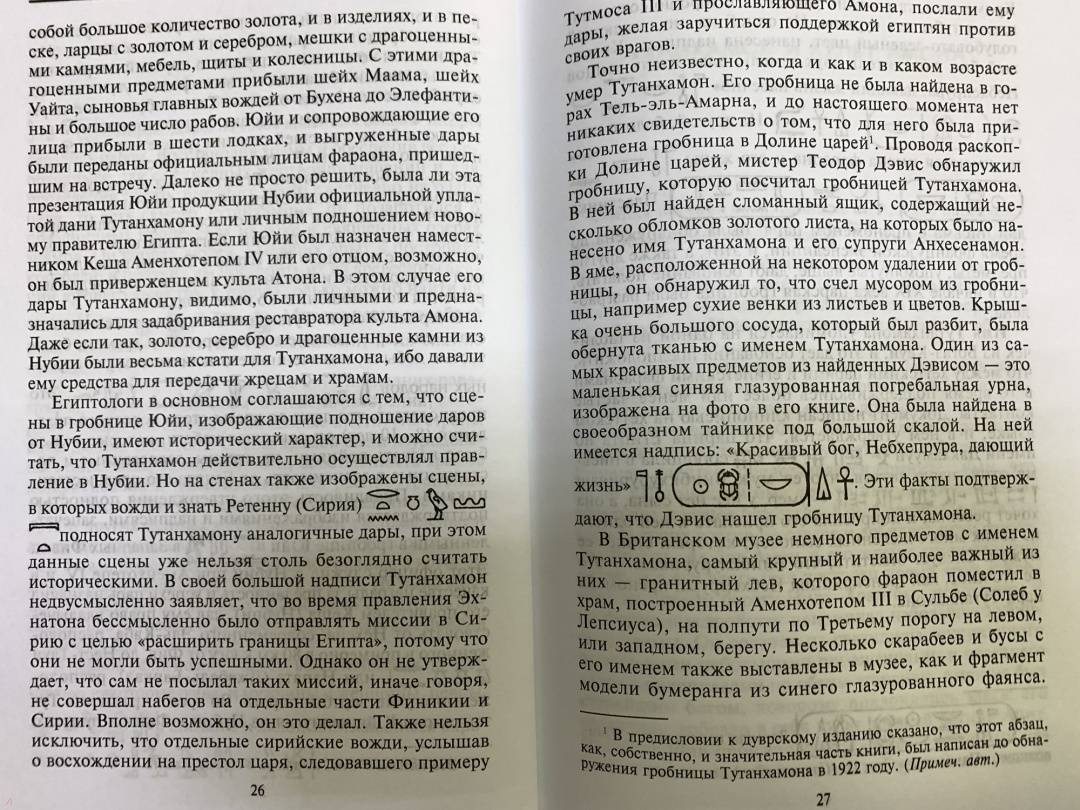 собой большое количество золота, и в изделиях, и в пе-
ске, ларцы с золотом и серебром, мешки с драгоценны-
ми камнями, мебель, щиты и колесницы. С этими дра-
гоценными предметами прибыли шейх Маама, шейх
Уайта, сыновья главных вождей от Бухена до Элефанти-
ны и большое число рабов. Юйи и сопровождающие его
лица прибыли в шести лодках, и выгруженные дары
были переданы официальным лицам фараона, пришед-
шим на встречу. Далеко не просто решить, была ли эта
презентация Юйи продукции Нубии официальной упла-
той дани Тутанхамону или личным подношением ново-
му правителю Египта. Если Юйи был назначен намест-
ником Кеша Аменхотепом IV или его отцом, возможно,
он был приверженцем культа Атона. В этом случае его
дары Тутанхамону, видимо, были личными и предна-
значались для задабривания реставратора культа Амона.
Даже если так, золото, серебро и драгоценные камни из
Нубии были весьма кстати для Тутанхамона, ибо давали
ему средства для передачи жрецам и храмам.
Египтологи в основном соглашаются с тем, что сце-
ны в гробнице Юйи, изображающие подношение даров
от Нубии, имеют исторический характер, и можно счи-
тать, что Тутанхамон действительно осуществлял прав-
ление в Нубии. Но на стенах также изображены сцены,
в которых вожди и знать Ретенну (Сирия)
подносят Тутанхамону аналогичные дары, при этом
данные сцены уже нельзя столь безоглядно считать
историческими. В своей большой надписи Тутанхамон
недвусмысленно заявляет, что во время правления Эх-
натона бессмысленно было отправлять миссии в Си-
рию с целью «расширить границы Египта», потому что
они не могли быть успешными. Однако он не утверж-
дает, что сам не посылал таких миссий, иначе говоря,
не совершал набегов на отдельные части Финикии и
Сирии. Вполне возможно, он это делал. Также нельзя
исключить, что отдельные сирийские вожди, услышав
о восхождении на престол царя, следовавшего примеру
26
Тутмоса III и прославляющего Амона, послали ему
дары, желая заручиться поддержкой египтян против
своих врагов.
Точно неизвестно, когда и как и в каком возрасте
умер Тутанхамон. Его гробница не была найдена в го-
рах Тель-эль-Амарна, и до настоящего момента нет
никаких свидетельств о том, что для него была при-
готовлена гробница в Долине царей¹. Проводя раскоп-
ки Долине царей, мистер Теодор Дэвис обнаружил
гробницу, которую посчитал гробницей Тутанхамона.
В ней был найден сломанный ящик, содержащий не-
сколько обломков золотого листа, на которых было на-
несено имя Тутанхамона и его супруги Анхесенамон.
В яме, расположенной на некотором удалении от гроб-
ницы, он обнаружил то, что счел мусором из гробни-
цы, например сухие венки из листьев и цветов. Крыш-
ка очень большого сосуда, который был разбит, была
обернута тканью с именем Тутанхамона. Один из са-
мых красивых предметов из найденных Дэвисом — это
маленькая синяя глазурованная погребальная урна,
изображена на фото в его книге. Она была найдена в
своеобразном тайнике под большой скалой. На ней
имеется надпись: «Красивый бог, Небхепрура, дающий
жизнь» . Эти факты подтверж-
дают, что Дэвис нашел гробницу Тутанхамона.
В Британском музее немного предметов с именем
Тутанхамона, самый крупный и наиболее важный из
них — гранитный лев, которого фараон поместил в
храм, построенный Аменхотепом III в Сульбе (Солеб у
Лепсиуса), на полпути по Третьему порогу на левом,
или западном, берегу. Несколько скарабеев и бусы с
его именем также выставлены в музее, как и фрагмент
модели бумеранга из синего глазурованного фаянса.
¹ В предисловии к дуврскому изданию сказано, что этот абзац,
как, собственно, и значительная часть книги, был написан до обна-
ружения гробницы Тутанхамона в 1922 году. (Примеч. авт.)
27